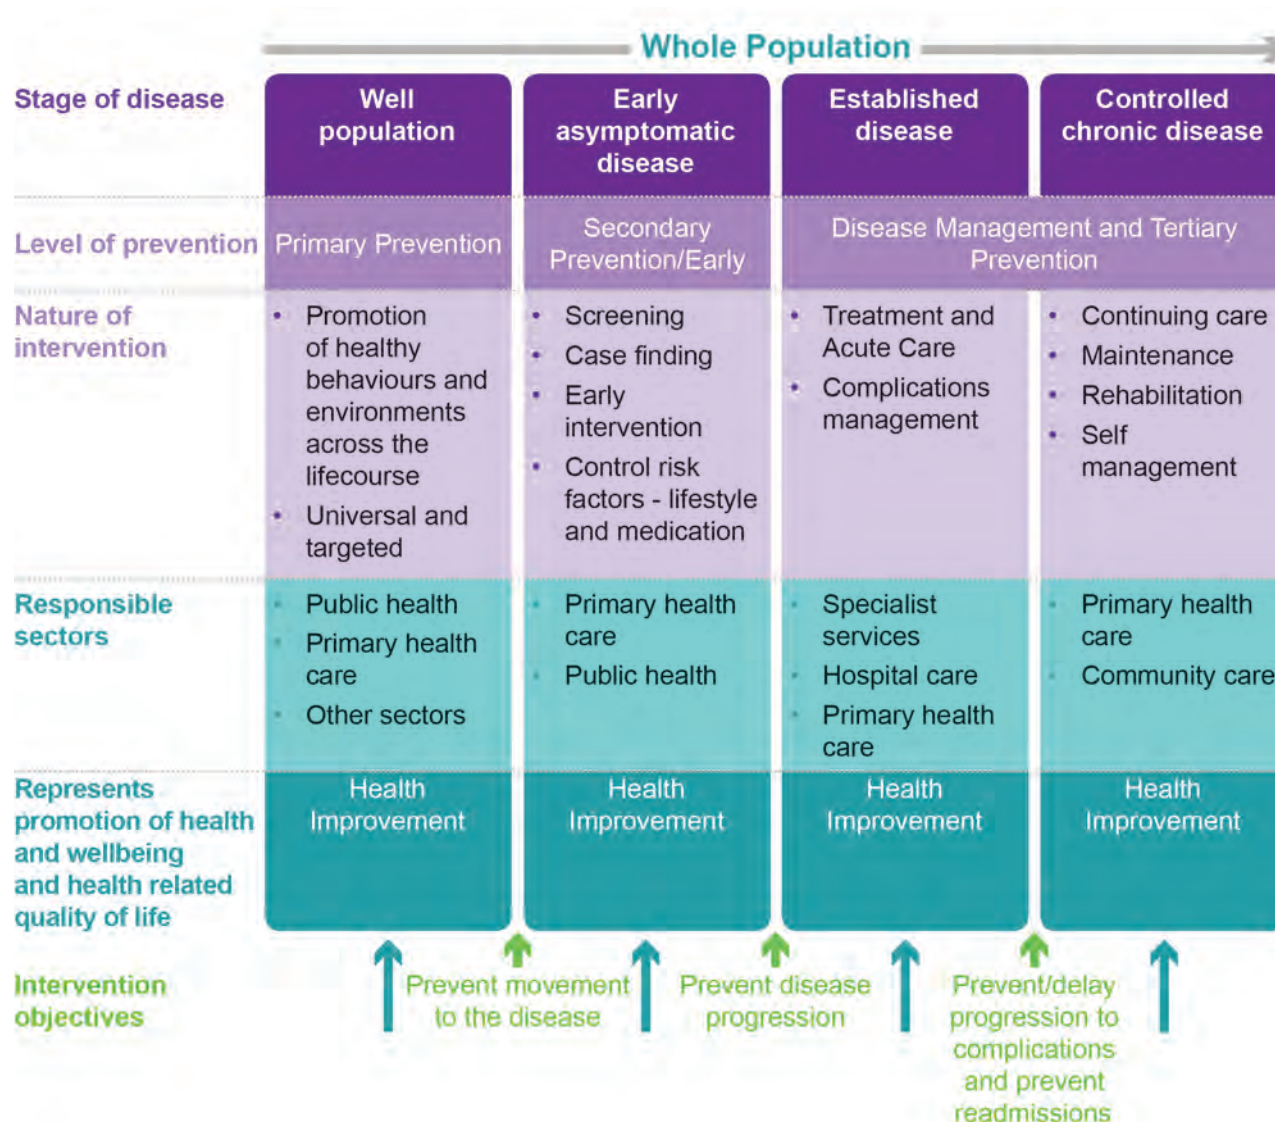 Whole Population
Stage of disease
Well
population
Early
asymptomatic
disease
Established
disease
Controlled
chronic disease
Level of prevention
Primary Prevention
Secondary
Prevention/Early
Disease Management and Tertiary
Prevention
Nature of
intervention
• Promotion
of healthy
behaviours and
environments
across the
lifecourse
• Universal and
targeted
• Screening
• Case finding
• Early
intervention
• Control risk
factors - lifestyle
and medication
• Treatment and
Acute Care
• Complications
management
• Continuing care
• Maintenance
• Rehabilitation
• Self
management
Responsible
sectors
• Public health
• Primary health
care
• Other sectors
• Primary health
care
• Public health
• Specialist
services
• Hospital care
• Primary health
care
• Primary health
care
• Community care
Represents
promotion of health
and wellbeing
and health related
quality of life
Health
Improvement
Health
Improvement
Health
Improvement
Health
Improvement
Intervention
objectives
Prevent movement
to the disease
Prevent disease
progression
Prevent/delay
progression to
complications
and prevent
readmissions